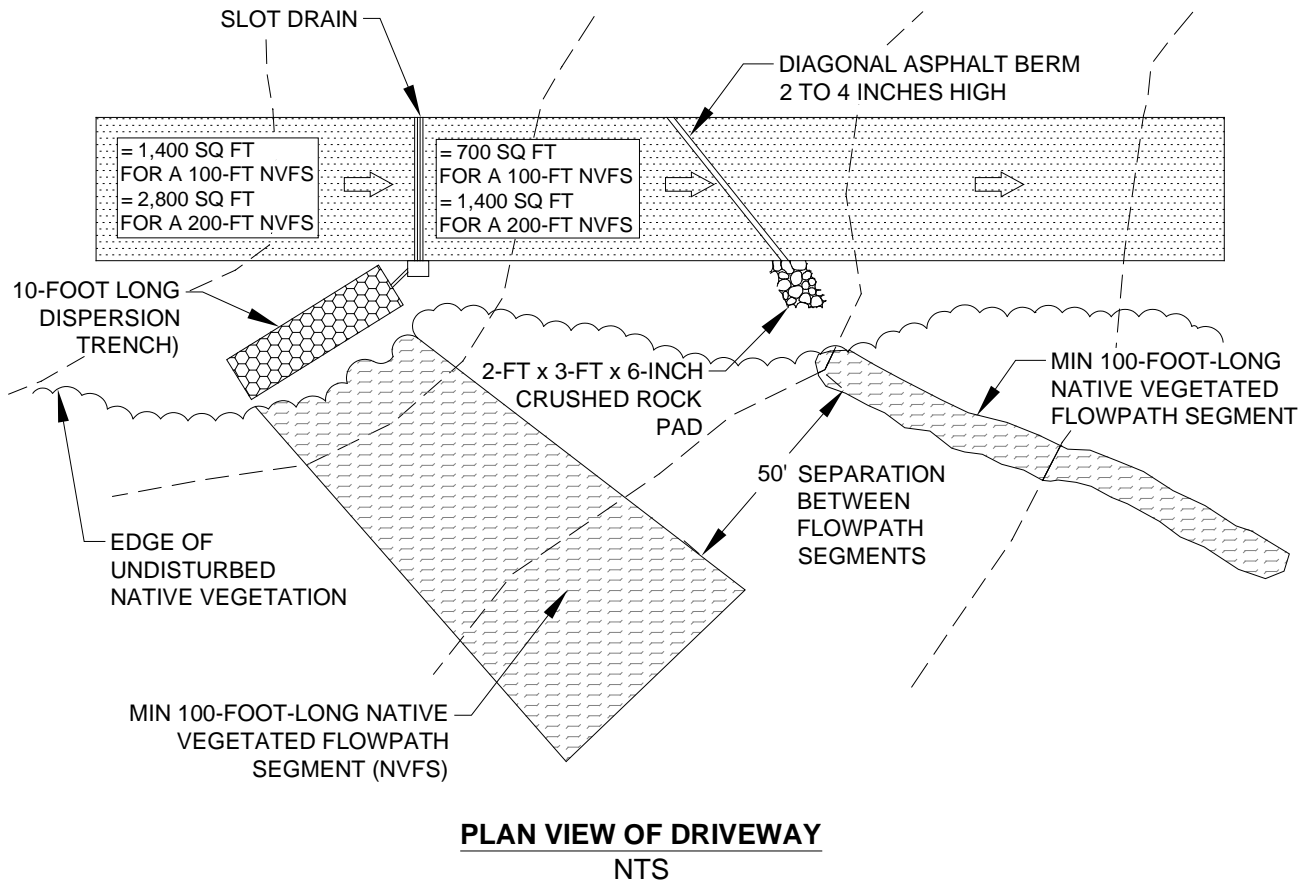 SLOT DRAIN
DIAGONAL ASPHALT BERM
2 TO 4 INCHES HIGH
= 1,400 SQ FT
FOR A 100-FT NVFS
= 2,800 SQ FT
FOR A 200-FT NVFS
= 700 SQ FT
FOR A 100-FT NVFS
= 1,400 SQ FT
FOR A 200-FT NVFS
10-FOOT LONG
DISPERSION
TRENCH)
2-FT x 3-FT x 6-INCH
CRUSHED ROCK
PAD
MIN 100-FOOT-LONG
NATIVE VEGETATED
FLOWPATH SEGMENT
50' SEPARATION
BETWEEN
FLOWPATH
SEGMENTS
EDGE OF
UNDISTURBED
NATIVE VEGETATION
MIN 100-FOOT-LONG NATIVE
VEGETATED FLOWPATH
SEGMENT (NVFS)
PLAN VIEW OF DRIVEWAY
NTS